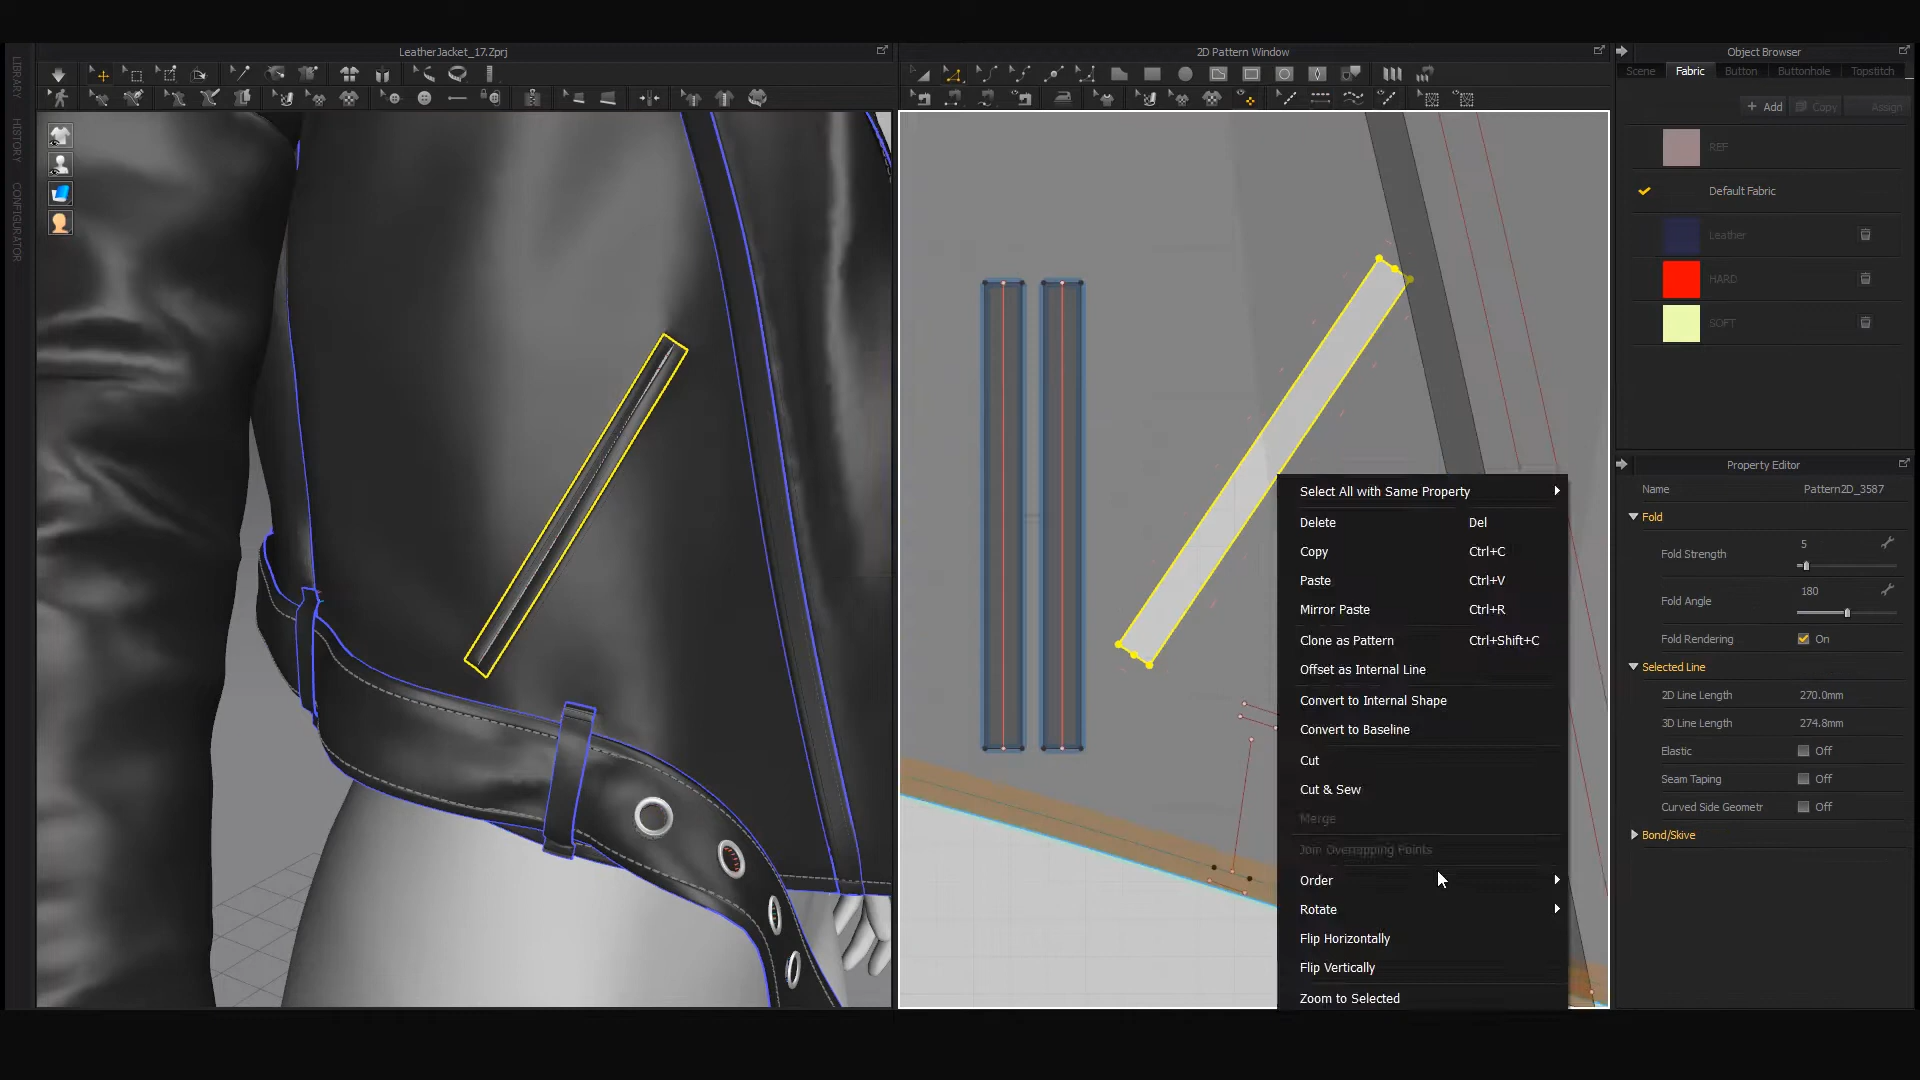 LeatherJacket_17.Zprj
2D Pattern Window
Object Browser
LIBRARY
HISTORY
CONFIGURATOR
Scene
Fabric
Button
Buttonhole
Topstitch
+ Add
Copy
Assign
REF
Default Fabric
Leather
HARD
SOFT
Select All with Same Property
Delete Del
Copy Ctrl+C
Paste Ctrl+V
Mirror Paste Ctrl+R
Clone as Pattern Ctrl+Shift+C
Offset as Internal Line
Convert to Internal Shape
Convert to Baseline
Cut
Cut & Sew
Merge
Join Overlapping Points
Order
Rotate
Flip Horizontally
Flip Vertically
Zoom to Selected
Property Editor
Name Pattern2D_3587
Fold
Fold Strength 5
Fold Angle 180
Fold Rendering On
Selected Line
2D Line Length 270.0mm
3D Line Length 274.8mm
Elastic Off
Seam Taping Off
Curved Side Geometr Off
Bond/Skive